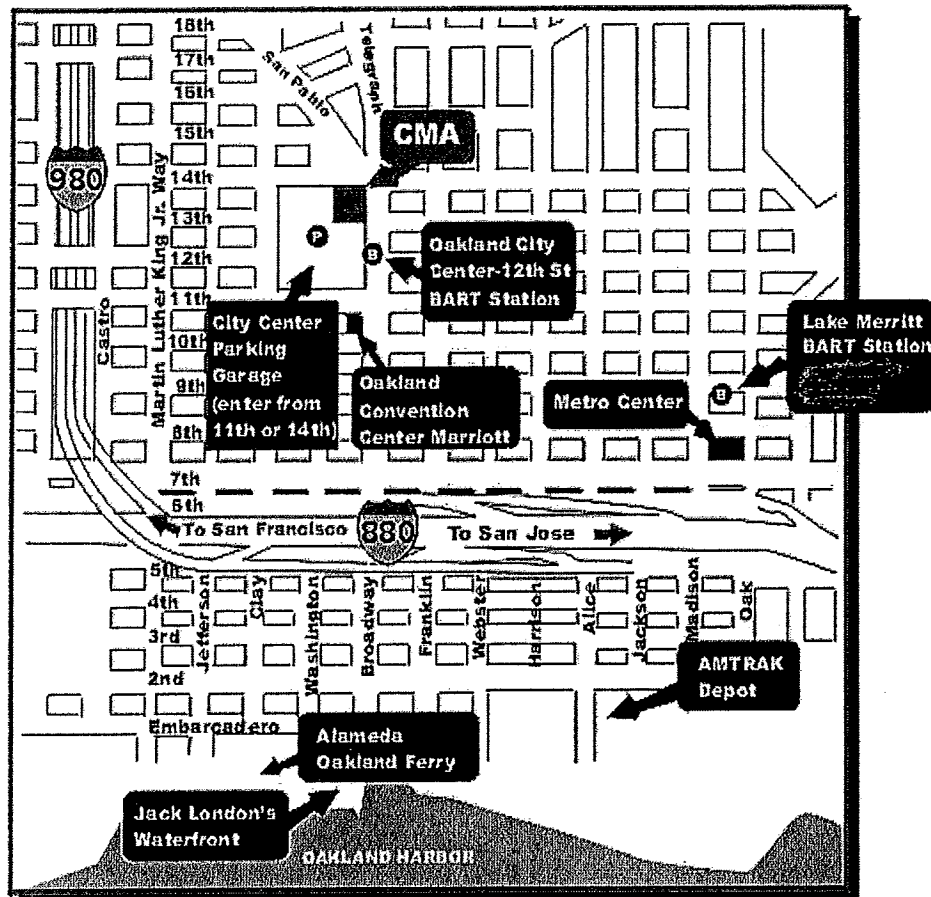 18th
17th
16th
15th
14th
13th
12th
11th
10th
9th
8th
7th
6th
5th
4th
3rd
2nd
Embarcadero
San Pablo
Telegraph
CMA
980
Martin Luther King Jr. Way
Castro
P
B
Oakland City
Center-12th St
BART Station
City Center
Parking
Garage
(enter from
11th or 14th)
Oakland
Convention
Center Marriott
Lake Merritt
BART Station
B
Metro Center
To San Francisco
880
To San Jose
Jefferson
Clay
Washington
Broadway
Franklin
Webster
Harrison
Alice
Jackson
Madison
Oak
AMTRAK
Depot
Alameda
Oakland Ferry
Jack London's
Waterfront
OAKLAND HARBOR